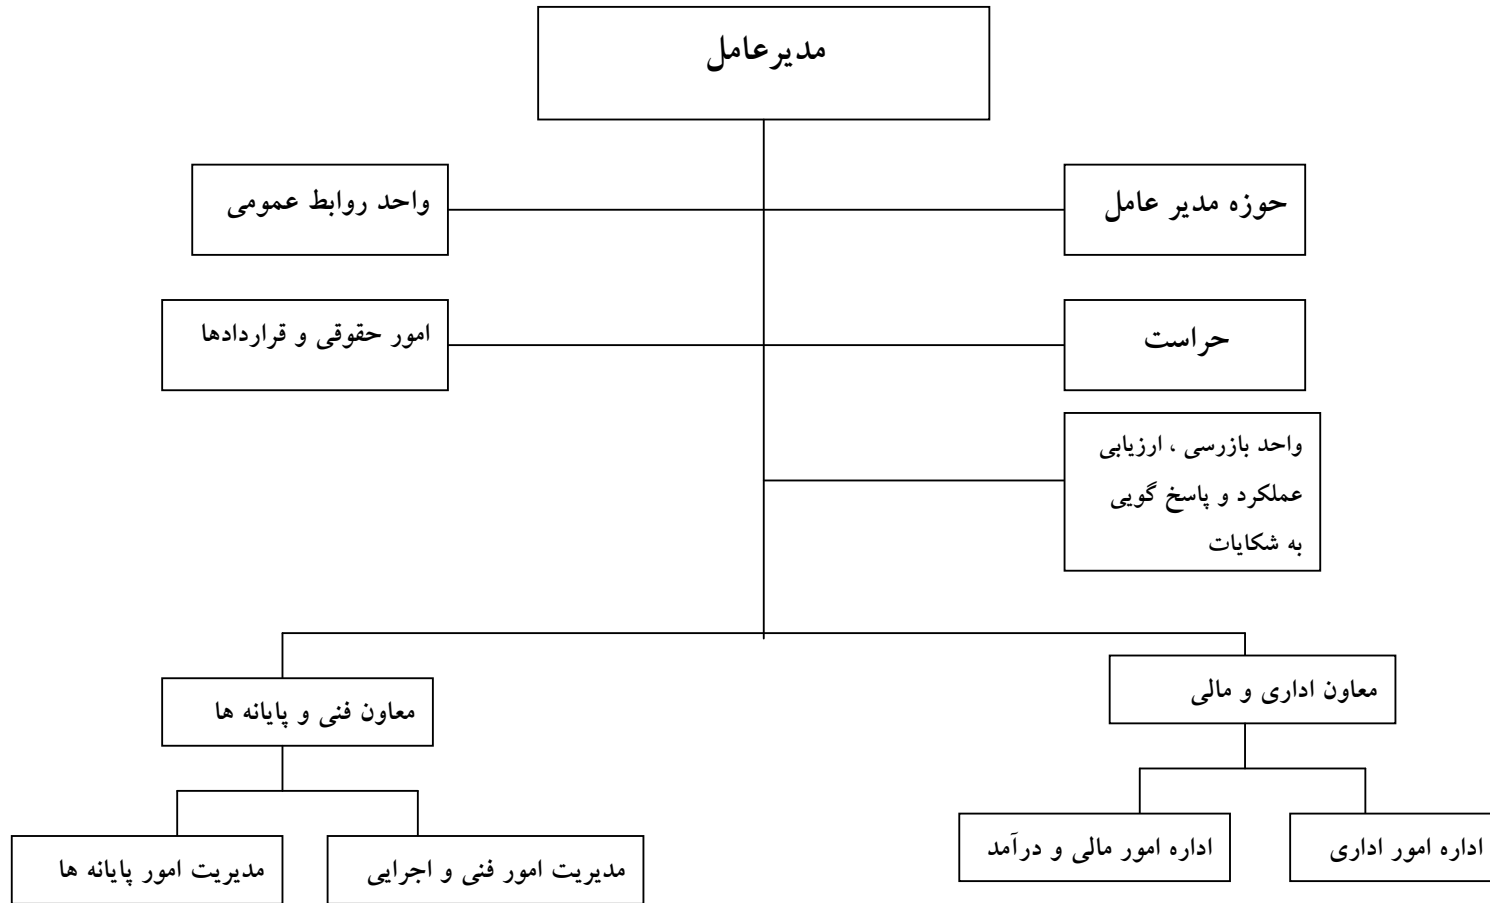 مدیرعامل
حوزه مدیر عامل
واحد روابط عمومی
حراست
امور حقوقی و قراردادها
واحد بازرسی ، ارزیابی
عملکرد و پاسخ گویی
به شکایات
معاون اداری و مالی
معاون فنی و پایانه ها
اداره امور اداری
اداره امور مالی و درآمد
مدیریت امور فنی و اجرایی
مدیریت امور پایانه ها